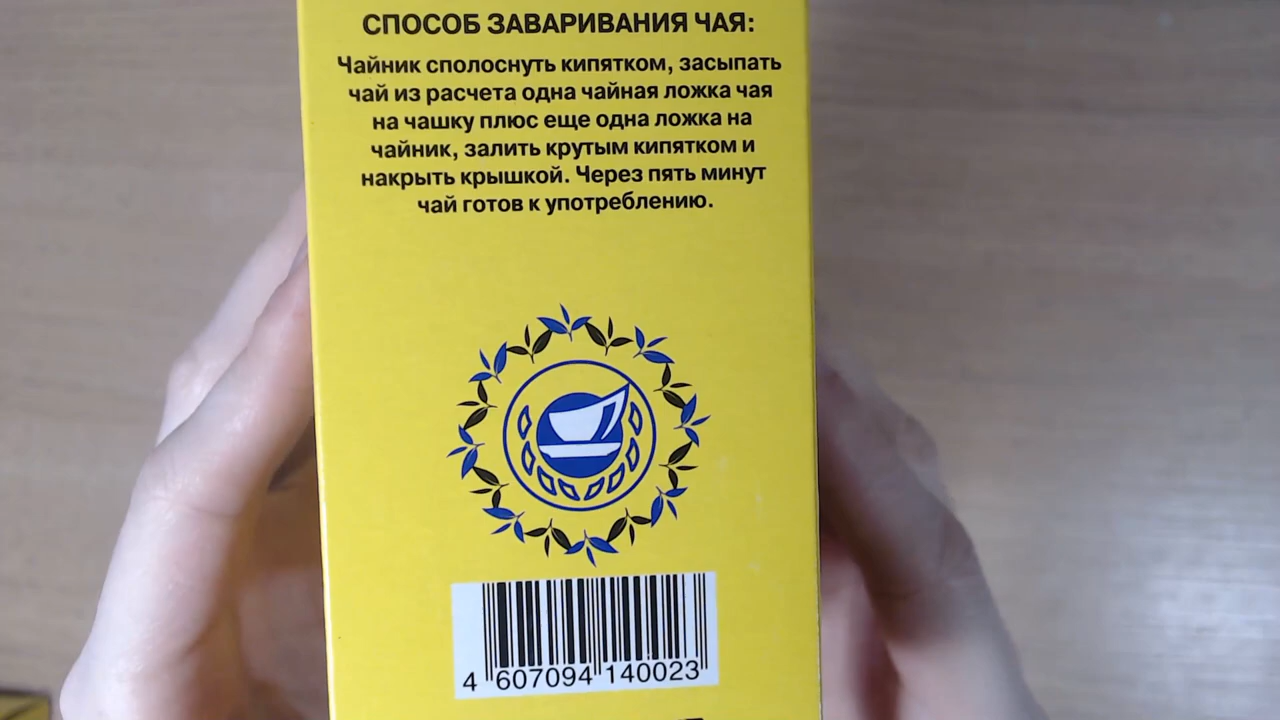 СПОСОБ ЗАВАРИВАНИЯ ЧАЯ:
Чайник сполоснуть кипятком, засыпать
чай из расчета одна чайная ложка чая
на чашку плюс еще одна ложка на
чайник, залить крутым кипятком и
накрыть крышкой. Через пять минут
чай готов к употреблению.
4 607094 140023